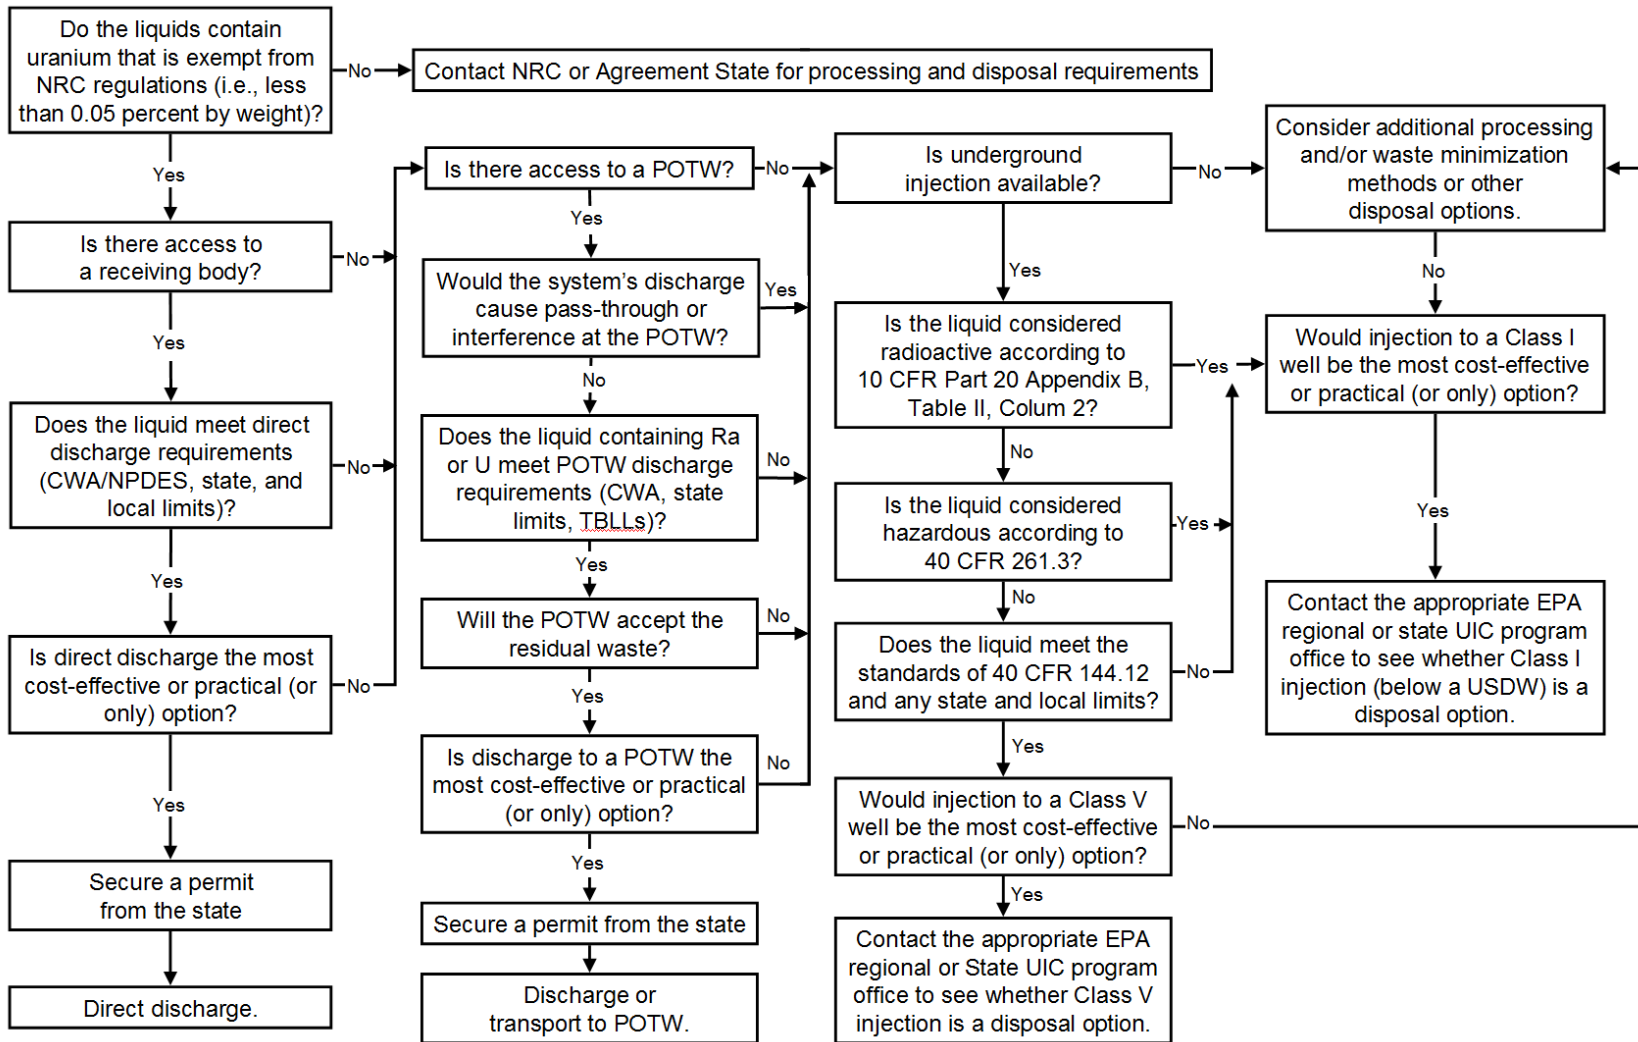 Do the liquids contain
uranium that is exempt from
NRC regulations (i.e., less
than 0.05 percent by weight)?
No
Contact NRC or Agreement State for processing and disposal requirements
Yes
Is there access to
a receiving body?
No
Yes
Does the liquid meet direct
discharge requirements
(CWA/NPDES, state, and
local limits)?
No
Yes
Is direct discharge the most
cost-effective or practical (or
only) option?
No
Yes
Secure a permit
from the state
Direct discharge.
Is there access to a POTW?
No
Yes
Would the system's discharge
cause pass-through or
interference at the POTW?
Yes
No
Does the liquid containing Ra
or U meet POTW discharge
requirements (CWA, state
limits, TBLLs)?
No
Yes
Will the POTW accept the
residual waste?
No
Yes
Is discharge to a POTW the
most cost-effective or practical
(or only) option?
No
Yes
Secure a permit from the state
Discharge or
transport to POTW.
Is underground
injection available?
No
Yes
Is the liquid considered
radioactive according to
10 CFR Part 20 Appendix B,
Table II, Colum 2?
Yes
No
Is the liquid considered
hazardous according to
40 CFR 261.3?
Yes
No
Does the liquid meet the
standards of 40 CFR 144.12
and any state and local limits?
No
Yes
Would injection to a Class V
well be the most cost-effective
or practical (or only) option?
No
Yes
Contact the appropriate EPA
regional or State UIC program
office to see whether Class V
injection is a disposal option.
Consider additional processing
and/or waste minimization
methods or other
disposal options.
No
Would injection to a Class I
well be the most cost-effective
or practical (or only) option?
Yes
Contact the appropriate EPA
regional or state UIC program
office to see whether Class I
injection (below a USDW) is a
disposal option.